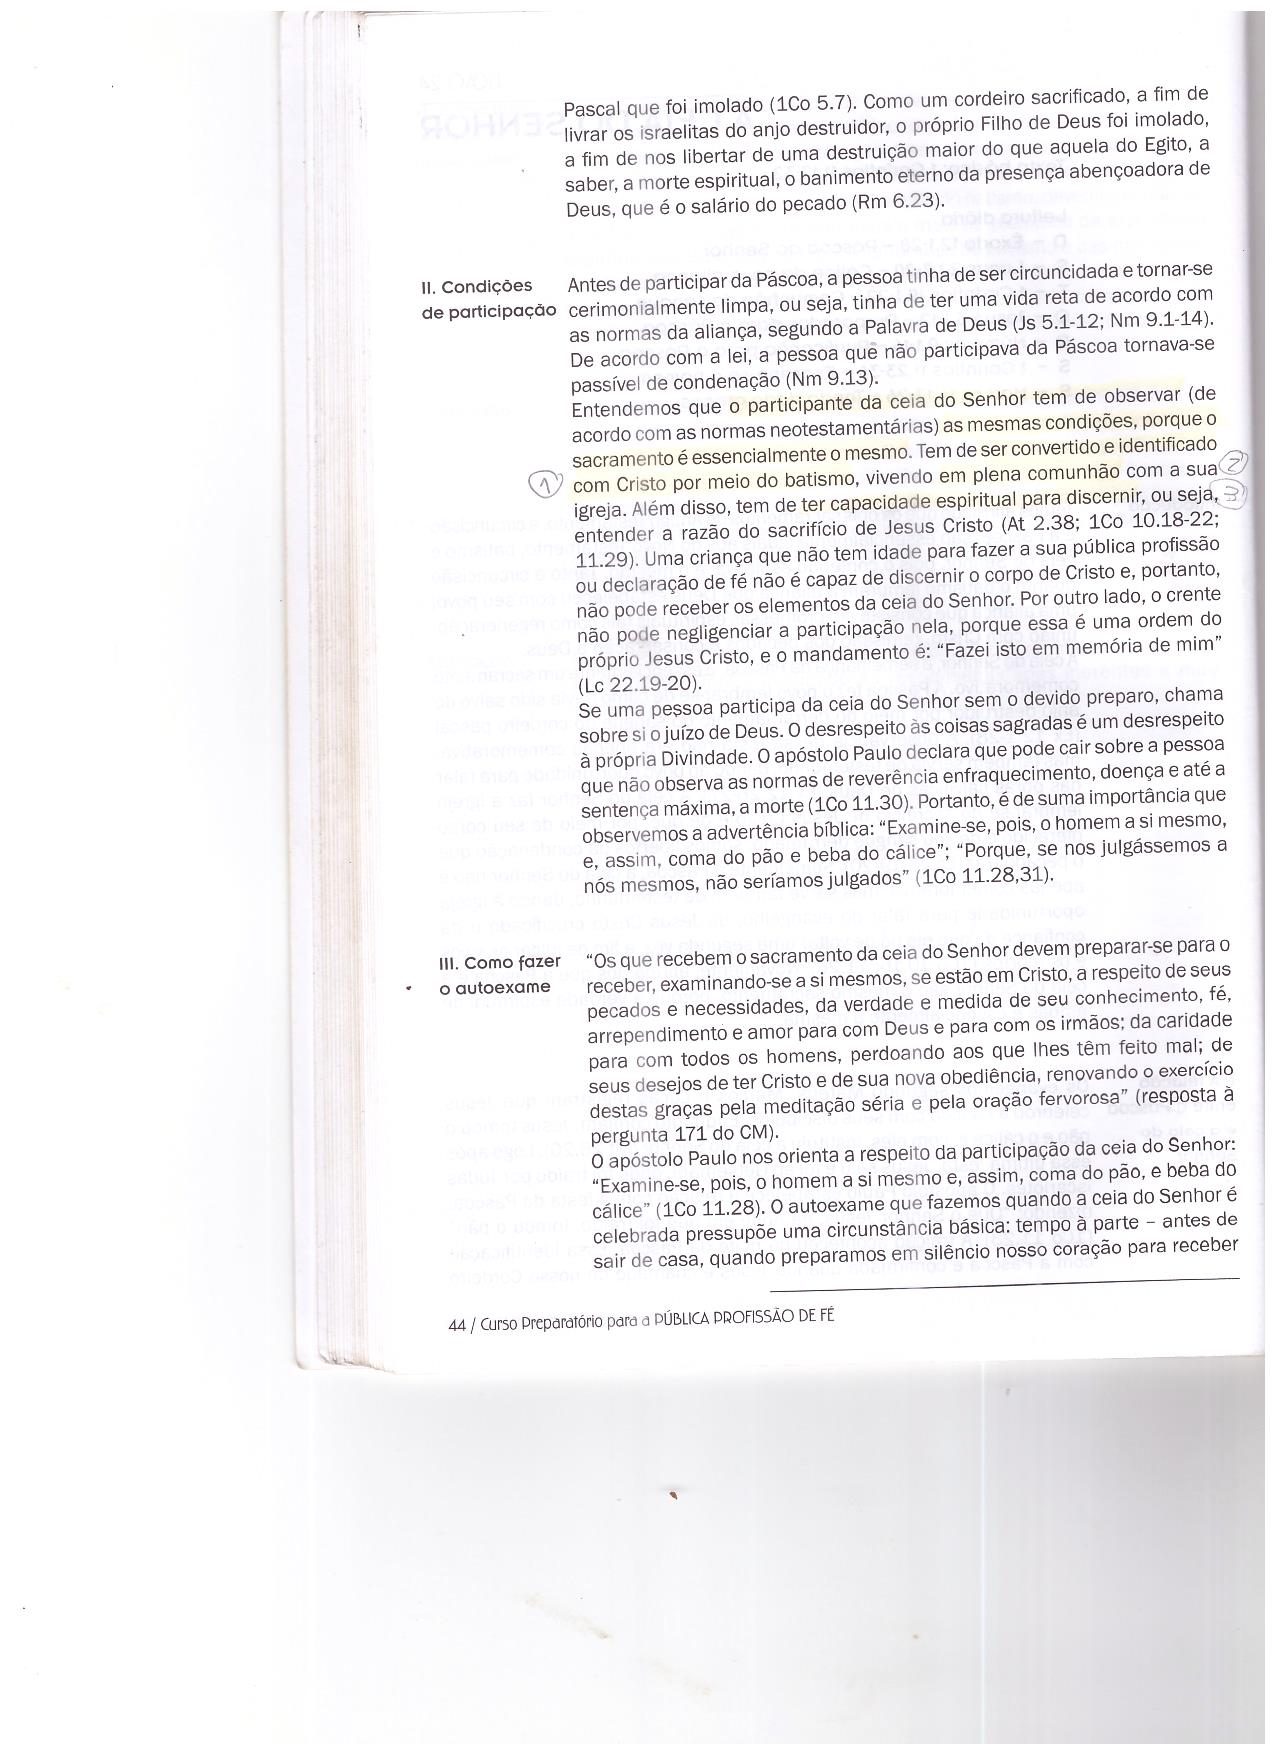 Pascal que foi imolado (1Co 5.7). Como um cordeiro sacrificado, a fim de
livrar os israelitas do anjo destruidor, o próprio Filho de Deus foi imolado,
a fim de nos libertar de uma destruição maior do que aquela do Egito, a
saber, a morte espiritual, o banimento eterno da presença abençoadora de
Deus, que é o salário do pecado (Rm 6.23).
II. Condições
de participação
Antes de participar da Páscoa, a pessoa tinha de ser circuncidada e tornar-se
cerimonialmente limpa, ou seja, tinha de ter uma vida reta de acordo com
as normas da aliança, segundo a Palavra de Deus (Js 5.1-12; Nm 9.1-14).
De acordo com a lei, a pessoa que não participava da Páscoa tornava-se
passível de condenação (Nm 9.13).
Entendemos que o participante da ceia do Senhor tem de observar (de
acordo com as normas neotestamentárias) as mesmas condições, porque o
sacramento é essencialmente o mesmo. Tem de ser convertido e identificado
1 com Cristo por meio do batismo, vivendo em plena comunhão com a sua 2
igreja. Além disso, tem de ter capacidade espiritual para discernir, ou seja, 3
entender a razão do sacrifício de Jesus Cristo (At 2.38; 1Co 10.18-22;
11.29). Uma criança que não tem idade para fazer a sua pública profissão
ou declaração de fé não é capaz de discernir o corpo de Cristo e, portanto,
não pode receber os elementos da ceia do Senhor. Por outro lado, o crente
não pode negligenciar a participação nela, porque essa é uma ordem do
próprio Jesus Cristo, e o mandamento é: “Fazei isto em memória de mim”
(Lc 22.19-20).
Se uma pessoa participa da ceia do Senhor sem o devido preparo, chama
sobre si o juízo de Deus. O desrespeito às coisas sagradas é um desrespeito
à própria Divindade. O apóstolo Paulo declara que pode cair sobre a pessoa
que não observa as normas de reverência enfraquecimento, doença e até a
sentença máxima, a morte (1Co 11.30). Portanto, é de suma importância que
observemos a advertência bíblica: “Examine-se, pois, o homem a si mesmo,
e, assim, coma do pão e beba do cálice”; “Porque, se nos julgássemos a
nós mesmos, não seríamos julgados” (1Co 11.28,31).
III. Como fazer
o autoexame
“Os que recebem o sacramento da ceia do Senhor devem preparar-se para o
receber, examinando-se a si mesmos, se estão em Cristo, a respeito de seus
pecados e necessidades, da verdade e medida de seu conhecimento, fé,
arrependimento e amor para com Deus e para com os irmãos; da caridade
para com todos os homens, perdoando aos que lhes têm feito mal; de
seus desejos de ter Cristo e de sua nova obediência, renovando o exercício
destas graças pela meditação séria e pela oração fervorosa” (resposta à
pergunta 171 do CM).
O apóstolo Paulo nos orienta a respeito da participação da ceia do Senhor:
“Examine-se, pois, o homem a si mesmo e, assim, coma do pão, e beba do
cálice” (1Co 11.28). O autoexame que fazemos quando a ceia do Senhor é
celebrada pressupõe uma circunstância básica: tempo à parte – antes de
sair de casa, quando preparamos em silêncio nosso coração para receber
44 / Curso Preparatório para a PÚBLICA PROFISSÃO DE FÉ